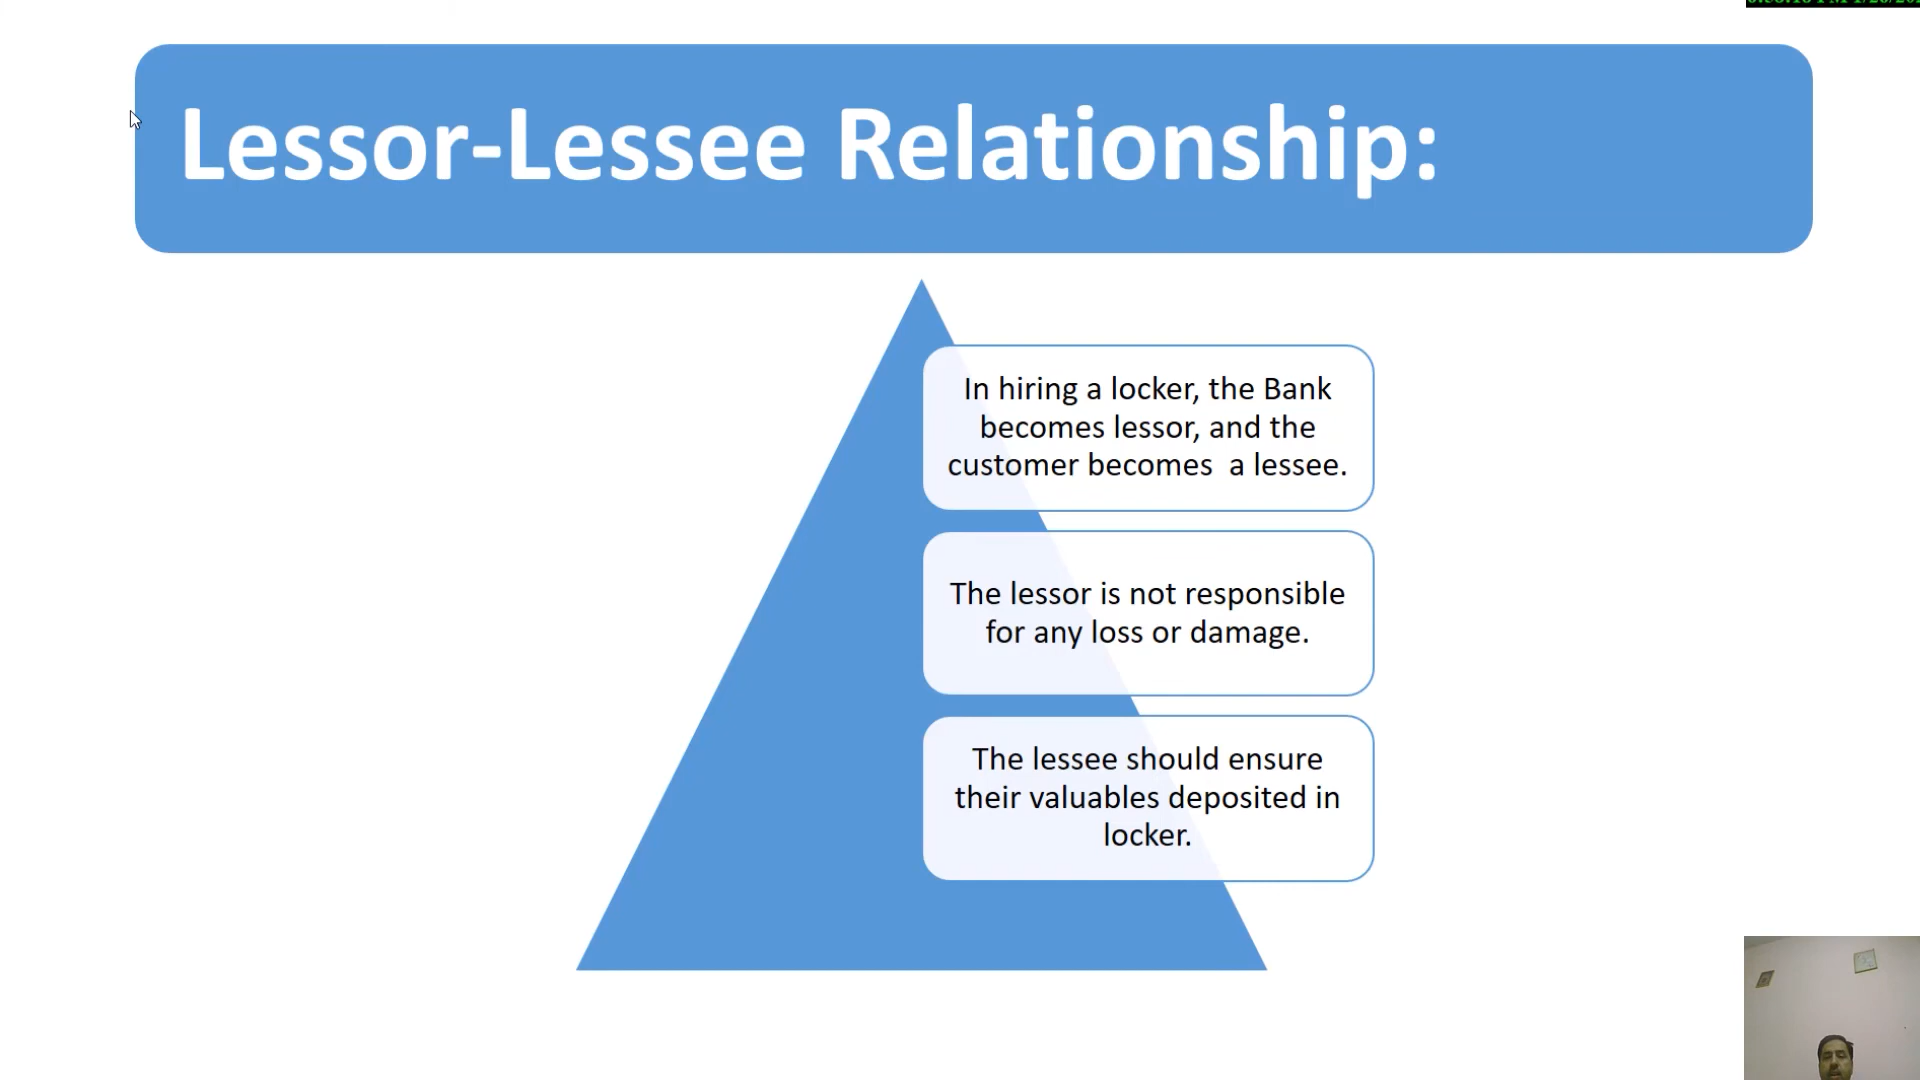 Lessor-Lessee Relationship:
In hiring a locker, the Bank
becomes lessor, and the
customer becomes a lessee.
The lessor is not responsible
for any loss or damage.
The lessee should ensure
their valuables deposited in
locker.